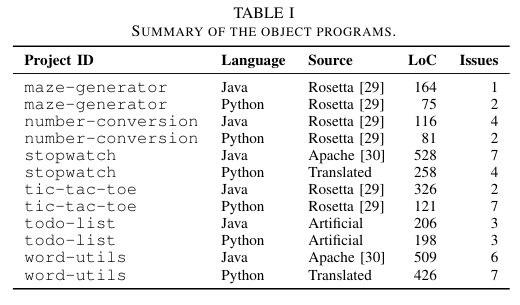 TABLE I
SUMMARY OF THE OBJECT PROGRAMS.
Project ID Language Source LoC Issues
maze-generator Java Rosetta [29] 164 1
maze-generator Python Rosetta [29] 75 2
number-conversion Java Rosetta [29] 116 4
number-conversion Python Rosetta [29] 81 2
stopwatch Java Apache [30] 528 7
stopwatch Python Translated 258 4
tic-tac-toe Java Rosetta [29] 326 2
tic-tac-toe Python Rosetta [29] 121 7
todo-list Java Artificial 206 3
todo-list Python Artificial 198 3
word-utils Java Apache [30] 509 6
word-utils Python Translated 426 7